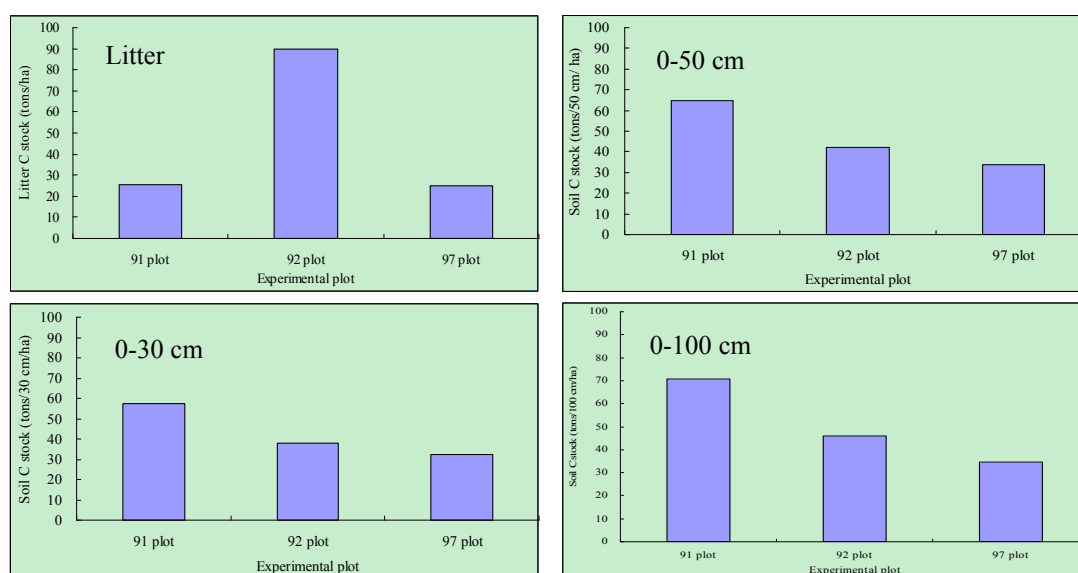 Litter
Litter C stock (tons/ha)
100
90
80
70
60
50
40
30
20
10
0
91 plot 92 plot 97 plot
Experimental plot
0-50 cm
Soil C stock (tons/50 cm/ ha)
100
90
80
70
60
50
40
30
20
10
0
91 plot 92 plot 97 plot
Experimental plot
0-30 cm
Soil C stock (tons/30 cm/ha)
100
90
80
70
60
50
40
30
20
10
0
91 plot 92 plot 97 plot
Experimental plot
0-100 cm
Soil C stock (tons/100 cm/ha)
100
90
80
70
60
50
40
30
20
10
0
91 plot 92 plot 97 plot
Experimental plot